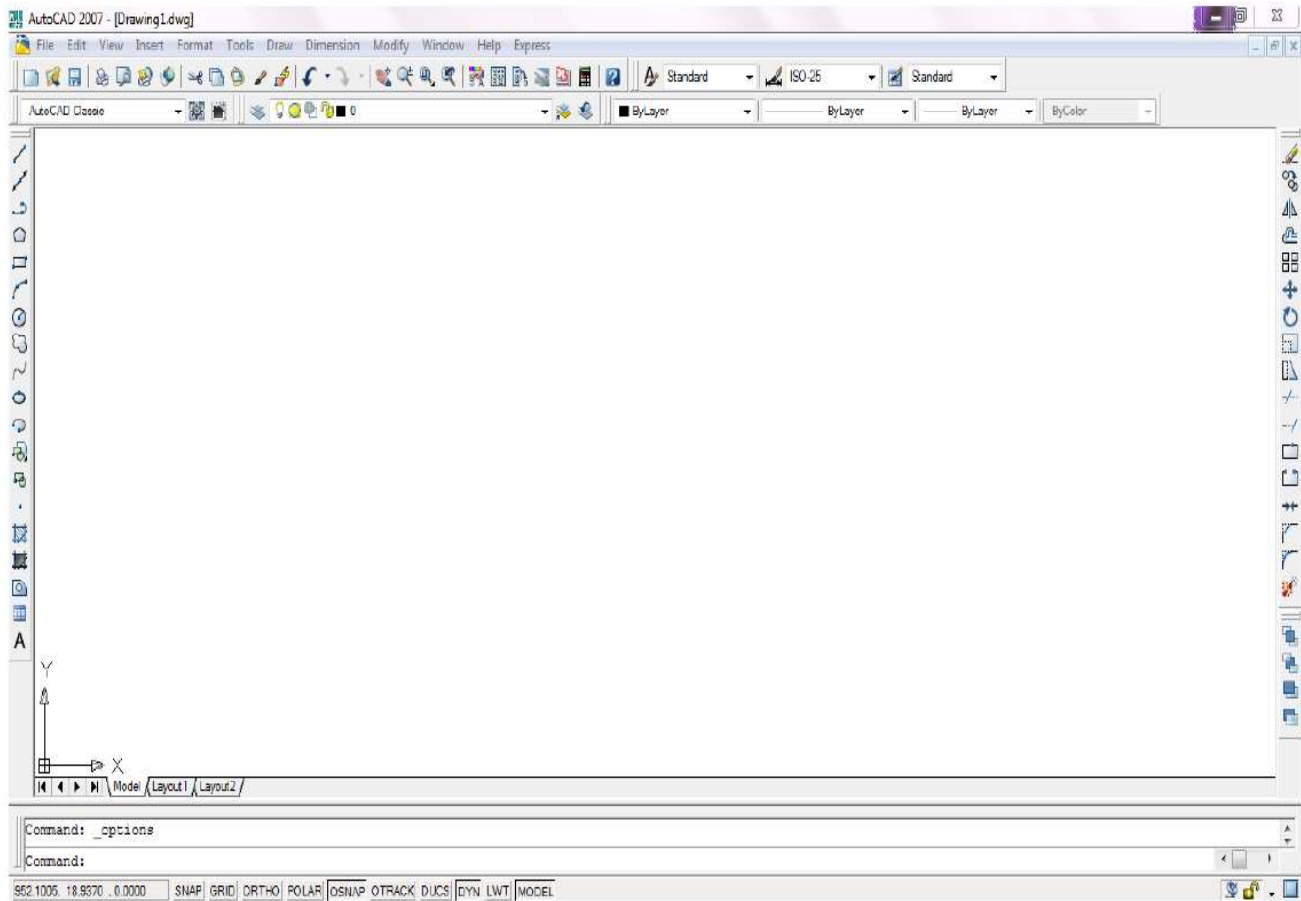 AutoCAD 2007 - [Drawing1.dwg]
File Edit View Insert Format Tools Draw Dimension Modify Window Help Express
Standard ISO-25 Standard
AutoCAD Classic 0 ByLayer ByLayer ByLayer ByColor
A
Y
X
Model Layout1 Layout2
Command: _options
Command:
952.1005, 18.9370 , 0.0000 SNAP GRID ORTHO POLAR OSNAP OTRACK DUCS DYN LWT MODEL